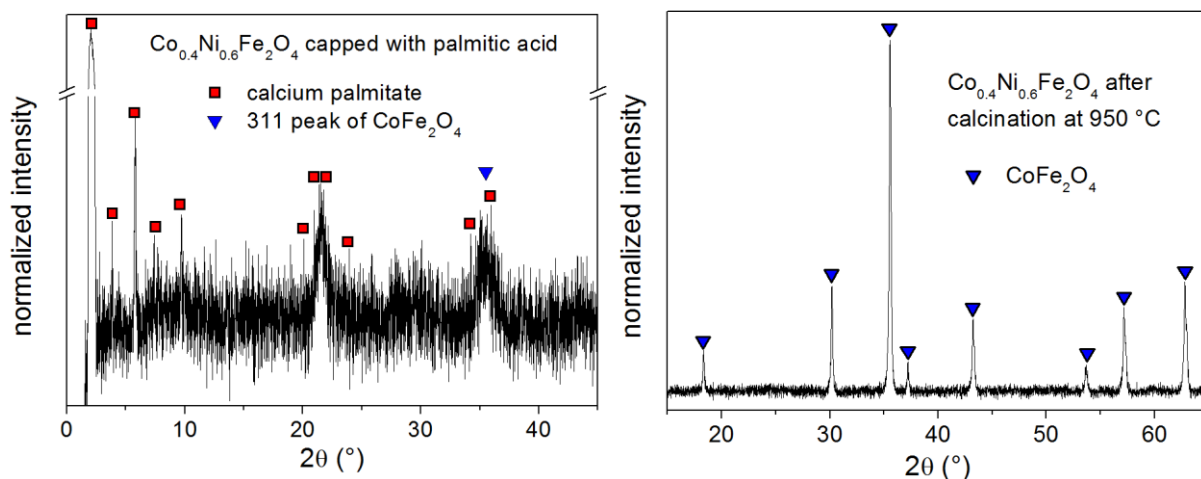 Co₀.₄Ni₀.₆Fe₂O₄ capped with palmitic acid
calcium palmitate
311 peak of CoFe₂O₄
normalized intensity
0 10 20 30 40
2θ (°)
Co₀.₄Ni₀.₆Fe₂O₄ after
calcination at 950 °C
CoFe₂O₄
normalized intensity
20 30 40 50 60
2θ (°)